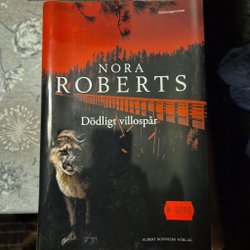 NORA
ROBERTS
Dödligt villospår
ALBERT BONNIERS FÖRLAG